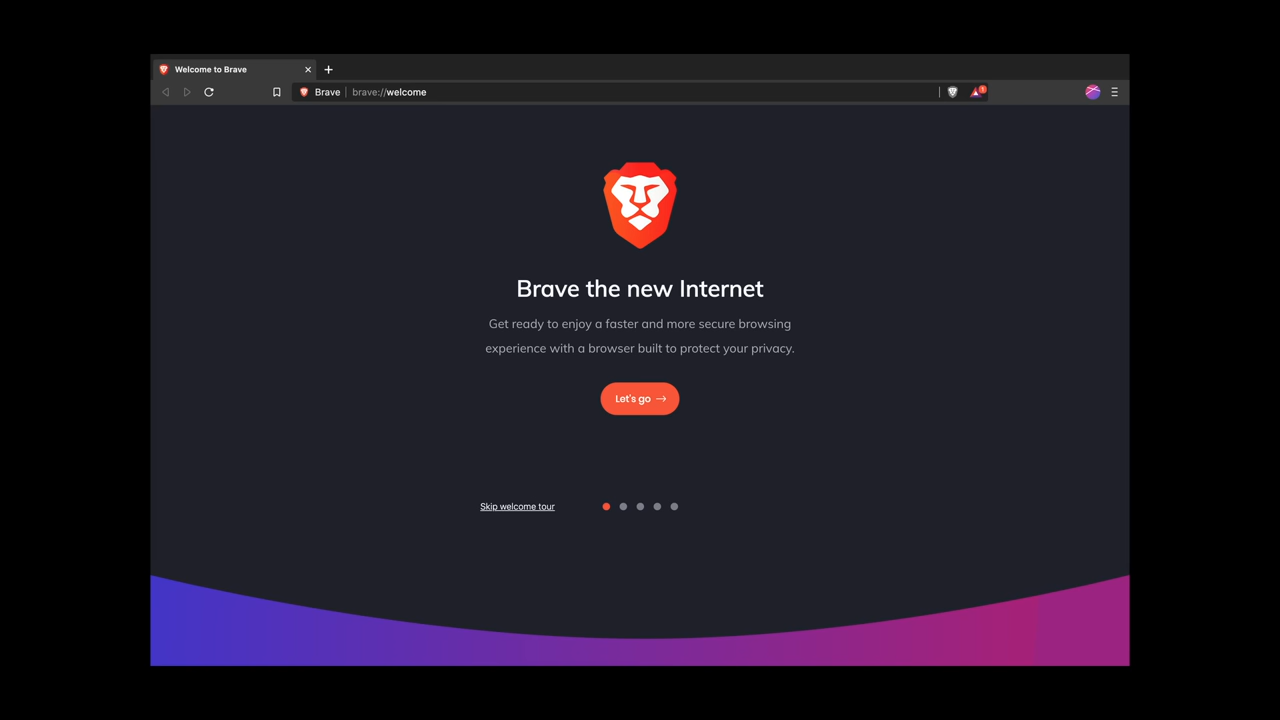 Welcome to Brave
Brave | brave://welcome
1
Brave the new Internet
Get ready to enjoy a faster and more secure browsing
experience with a browser built to protect your privacy.
Let's go →
Skip welcome tour